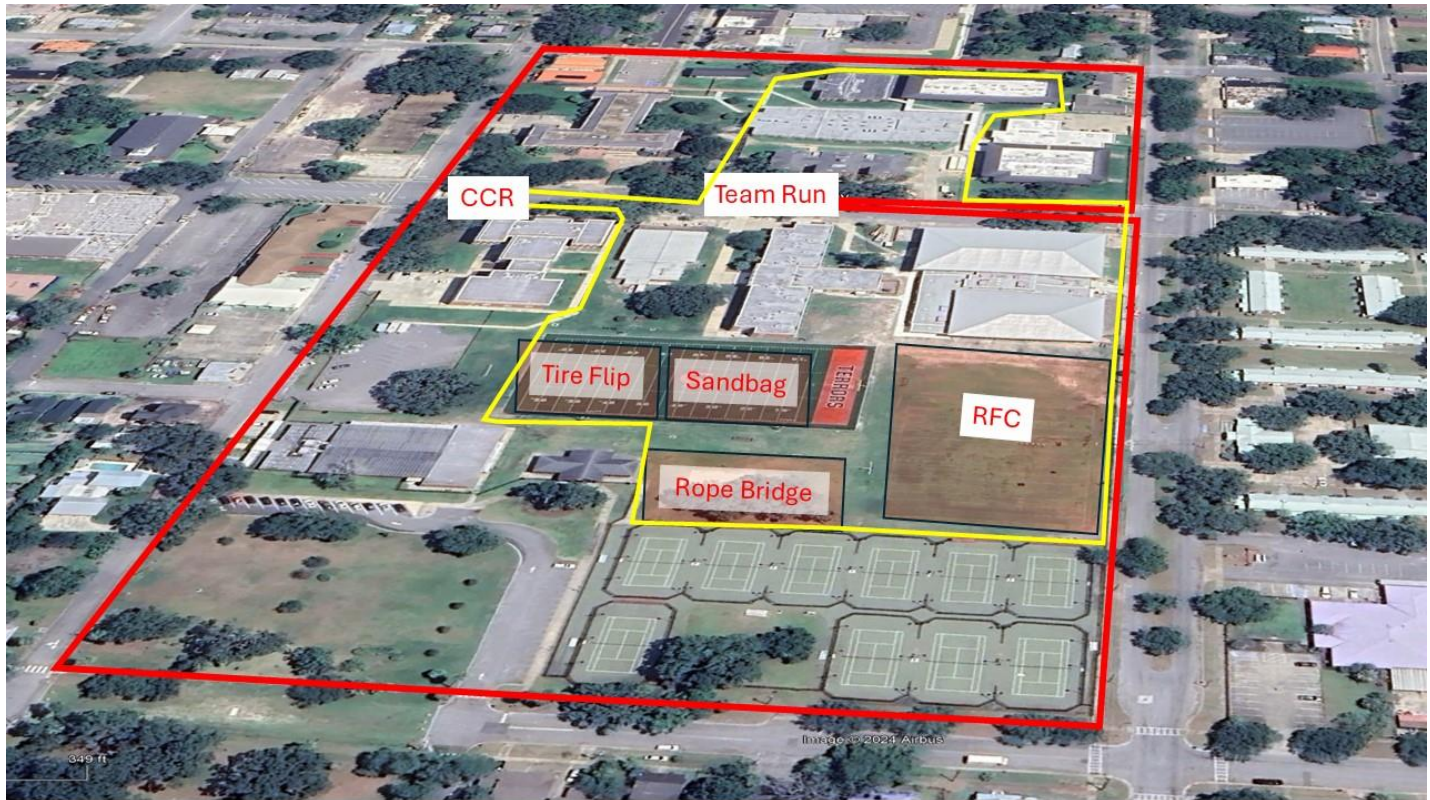 CCR
Team Run
Tire Flip
Sandbag
TERRORS
RFC
Rope Bridge
Image © 2024 Airbus
349 ft